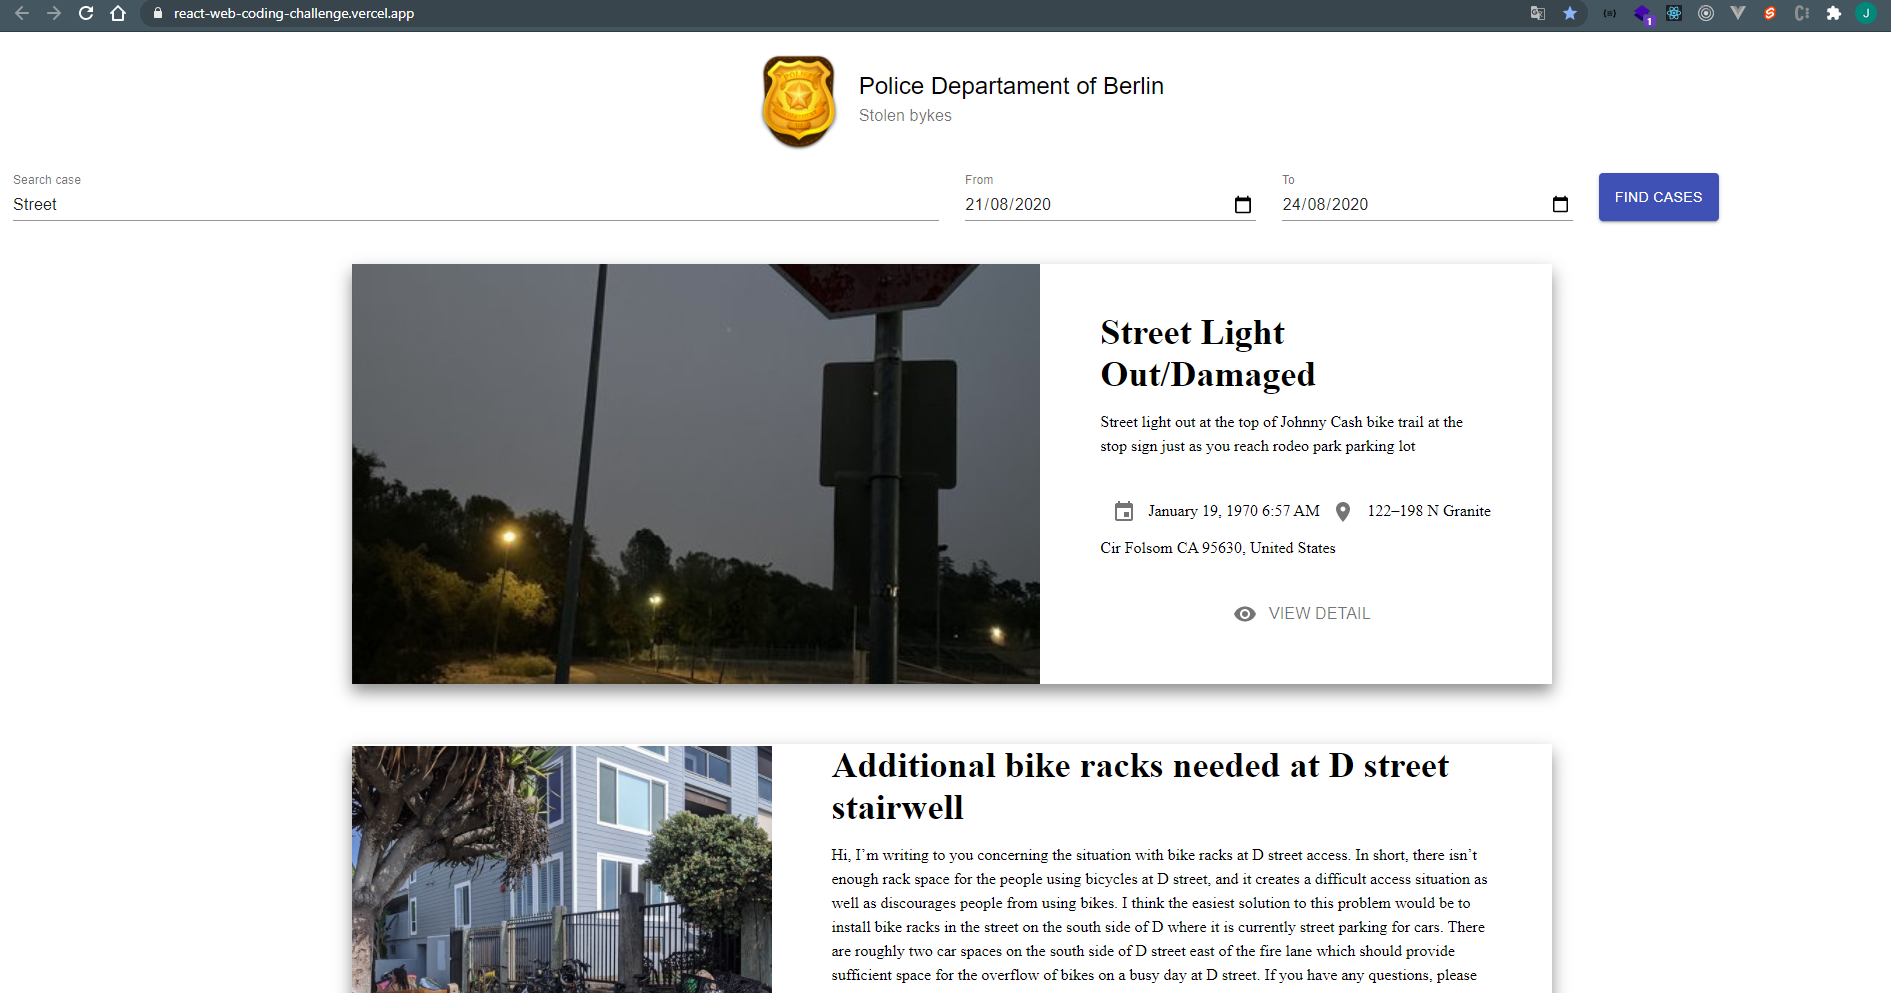 react-web-coding-challenge.vercel.app
1
J
POLICE
Police Departament of Berlin
Stolen bykes
Search case
From
To
Street
21/08/2020
24/08/2020
FIND CASES
Street Light
Out/Damaged
Street light out at the top of Johnny Cash bike trail at the
stop sign just as you reach rodeo park parking lot
January 19, 1970 6:57 AM
122–198 N Granite
Cir Folsom CA 95630, United States
VIEW DETAIL
Additional bike racks needed at D street
stairwell
Hi, I’m writing to you concerning the situation with bike racks at D street access. In short, there isn’t
enough rack space for the people using bicycles at D street, and it creates a difficult access situation as
well as discourages people from using bikes. I think the easiest solution to this problem would be to
install bike racks in the street on the south side of D where it is currently street parking for cars. There
are roughly two car spaces on the south side of D street east of the fire lane which should provide
sufficient space for the overflow of bikes on a busy day at D street. If you have any questions, please